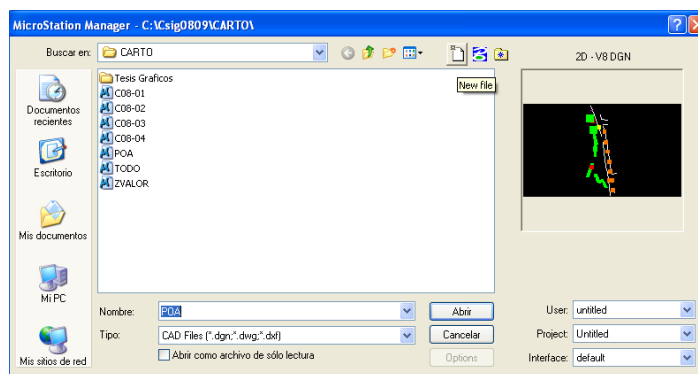 MicroStation Manager - C:\Csig0809\CARTO\
Buscar en: CARTO
2D - V8 DGN
New file
Documentos recientes
Escritorio
Mis documentos
Mi PC
Mis sitios de red
Tesis Graficos
C08-01
C08-02
C08-03
C08-04
POA
TODO
ZVALOR
Nombre: POA Abrir
Tipo: CAD Files (*.dgn;*.dwg;*.dxf) Cancelar
Abrir como archivo de sólo lectura Options
User: untitled
Project: Untitled
Interface: default